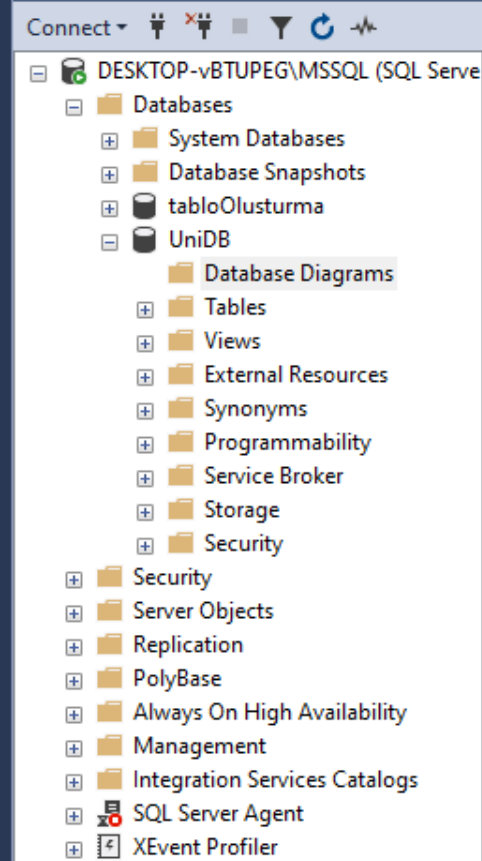 Connect
DESKTOP-vBTUPEG\MSSQL (SQL Serve
Databases
System Databases
Database Snapshots
tabloOlusturma
UniDB
Database Diagrams
Tables
Views
External Resources
Synonyms
Programmability
Service Broker
Storage
Security
Security
Server Objects
Replication
PolyBase
Always On High Availability
Management
Integration Services Catalogs
SQL Server Agent
XEvent Profiler